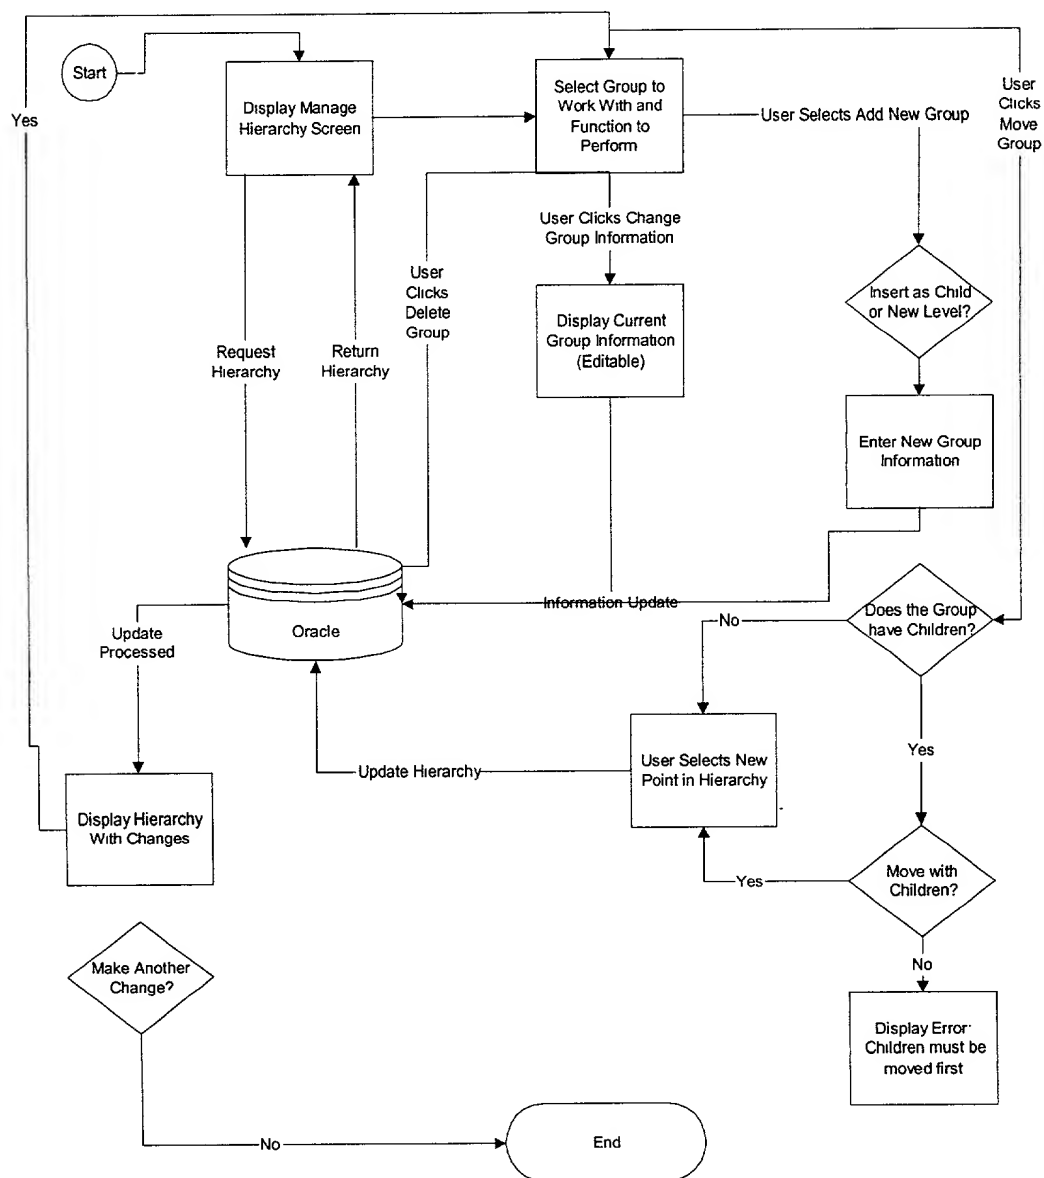 Start
Yes
Display Manage
Hierarchy Screen
Select Group to
Work With and
Function to
Perform
User Selects Add New Group
User
Clicks
Move
Group
User Clicks Change
Group Information
User
Clicks
Delete
Group
Insert as Child
or New Level?
Display Current
Group Information
(Editable)
Request
Hierarchy
Return
Hierarchy
Enter New Group
Information
Oracle
Information Update
Does the Group
have Children?
No
Update
Processed
Yes
User Selects New
Point in Hierarchy
Update Hierarchy
Display Hierarchy
With Changes
Move with
Children?
Yes
No
Make Another
Change?
Display Error:
Children must be
moved first
No
End